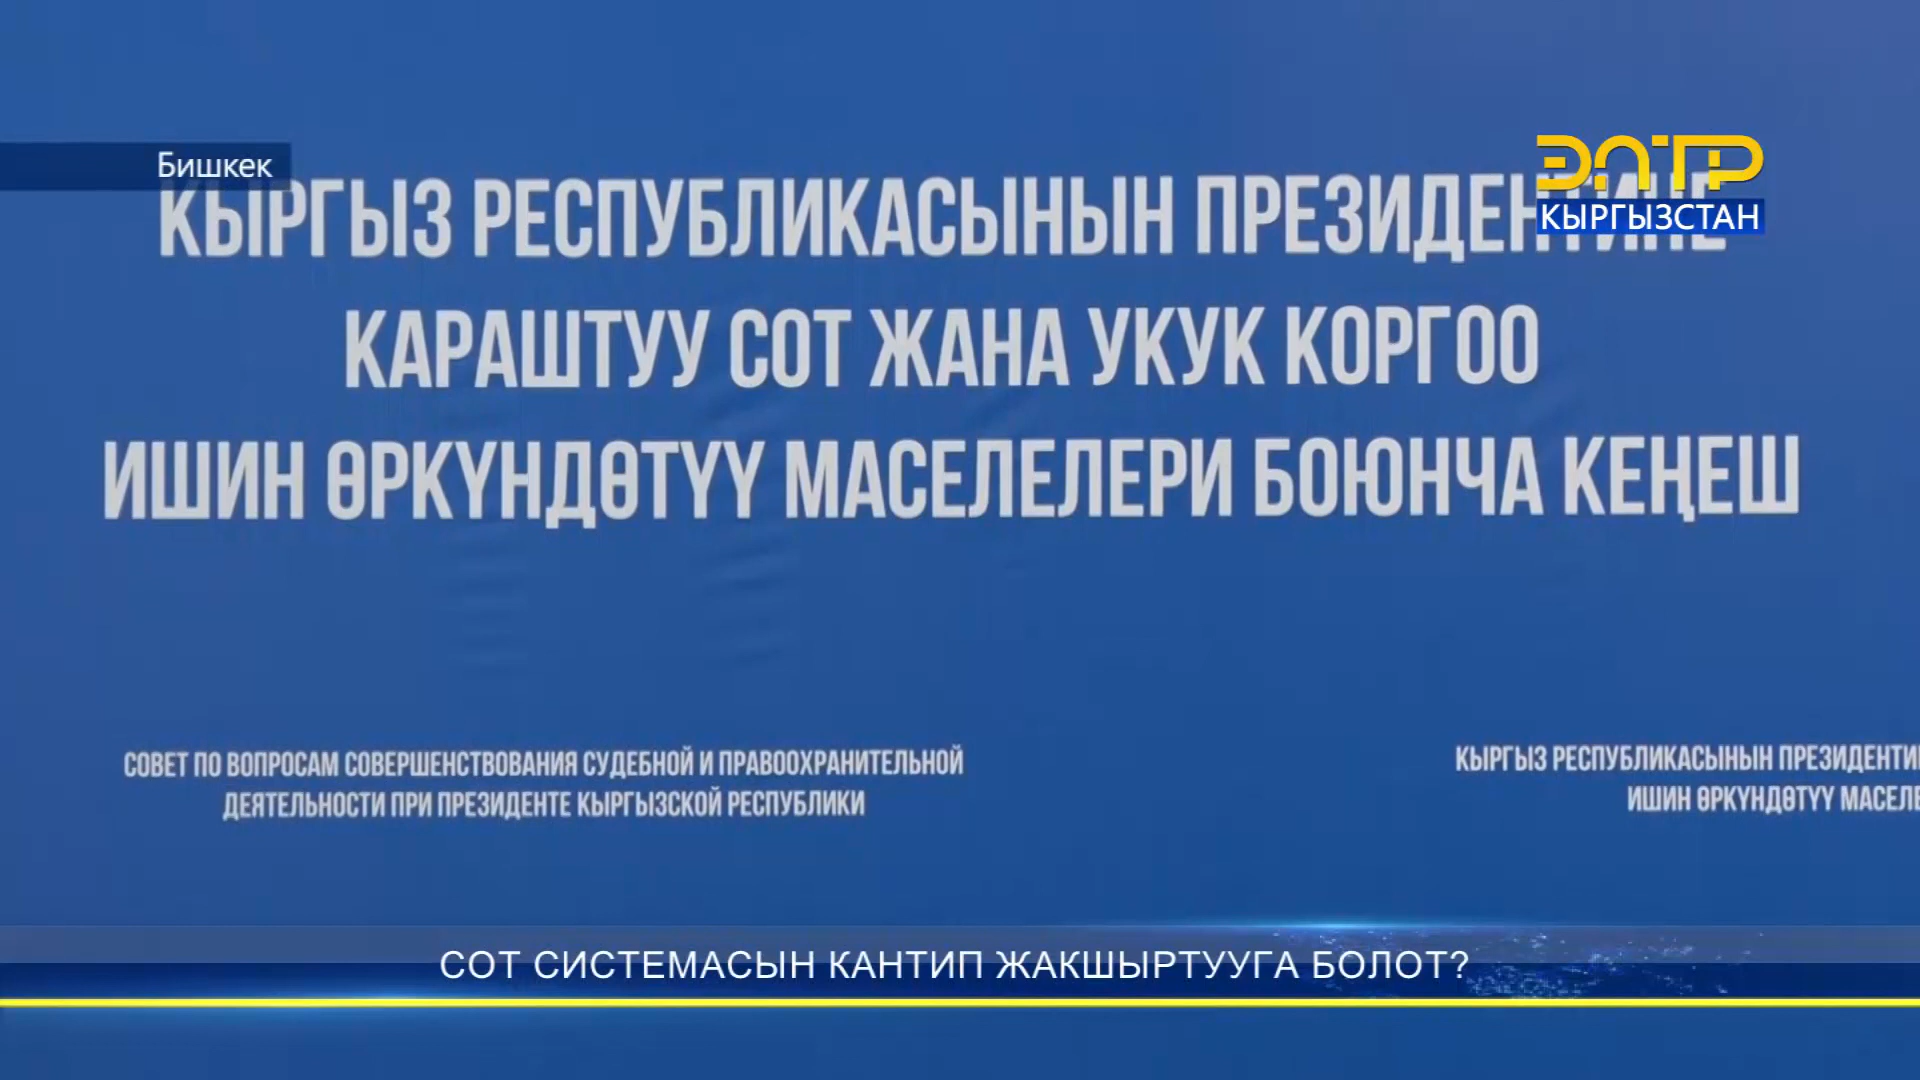 Бишкек
ЭЛТР
КЫРГЫЗСТАН
КЫРГЫЗ РЕСПУБЛИКАСЫНЫН ПРЕЗИДЕНТИНЕ
КАРАШТУУ СОТ ЖАНА УКУК КОРГОО
ИШИН ӨРКҮНДӨТҮҮ МАСЕЛЕЛЕРИ БОЮНЧА КЕҢЕШ
СОВЕТ ПО ВОПРОСАМ СОВЕРШЕНСТВОВАНИЯ СУДЕБНОЙ И ПРАВООХРАНИТЕЛЬНОЙ
ДЕЯТЕЛЬНОСТИ ПРИ ПРЕЗИДЕНТЕ КЫРГЫЗСКОЙ РЕСПУБЛИКИ
КЫРГЫЗ РЕСПУБЛИКАСЫНЫН
ИШИН ӨРКҮНДӨТҮҮ
СОТ СИСТЕМАСЫН КАНТИП ЖАКШЫРТУУГА БОЛОТ?